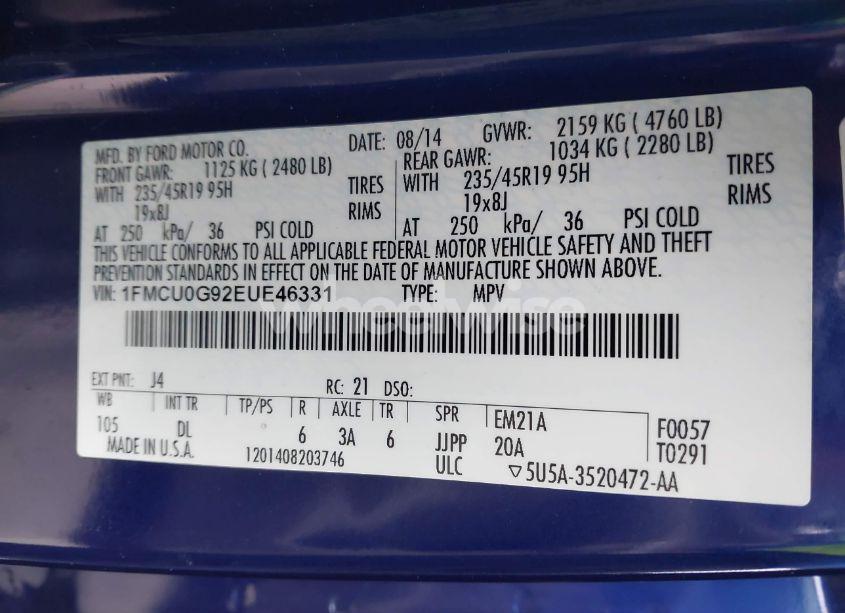 MFD. BY FORD MOTOR CO. DATE: 08/14 GVWR: 2159 KG ( 4760 LB)
FRONT GAWR: 1125 KG ( 2480 LB) REAR GAWR: 1034 KG ( 2280 LB)
WITH 235/45R19 95H TIRES WITH 235/45R19 95H TIRES
19x8J RIMS 19x8J RIMS
AT 250 kPa/ 36 PSI COLD AT 250 kPa/ 36 PSI COLD
THIS VEHICLE CONFORMS TO ALL APPLICABLE FEDERAL MOTOR VEHICLE SAFETY AND THEFT
PREVENTION STANDARDS IN EFFECT ON THE DATE OF MANUFACTURE SHOWN ABOVE.
VIN: 1FMCU0G92EUE46331 TYPE: MPV
wheelwise
EXT PNT: J4 RC: 21 DSO:
WB INT TR TP/PS R AXLE TR SPR EM21A F0057
105 DL 6 3A 6 JJPP 20A T0291
MADE IN U.S.A. 1201408203746 ULC ▽5U5A-3520472-AA